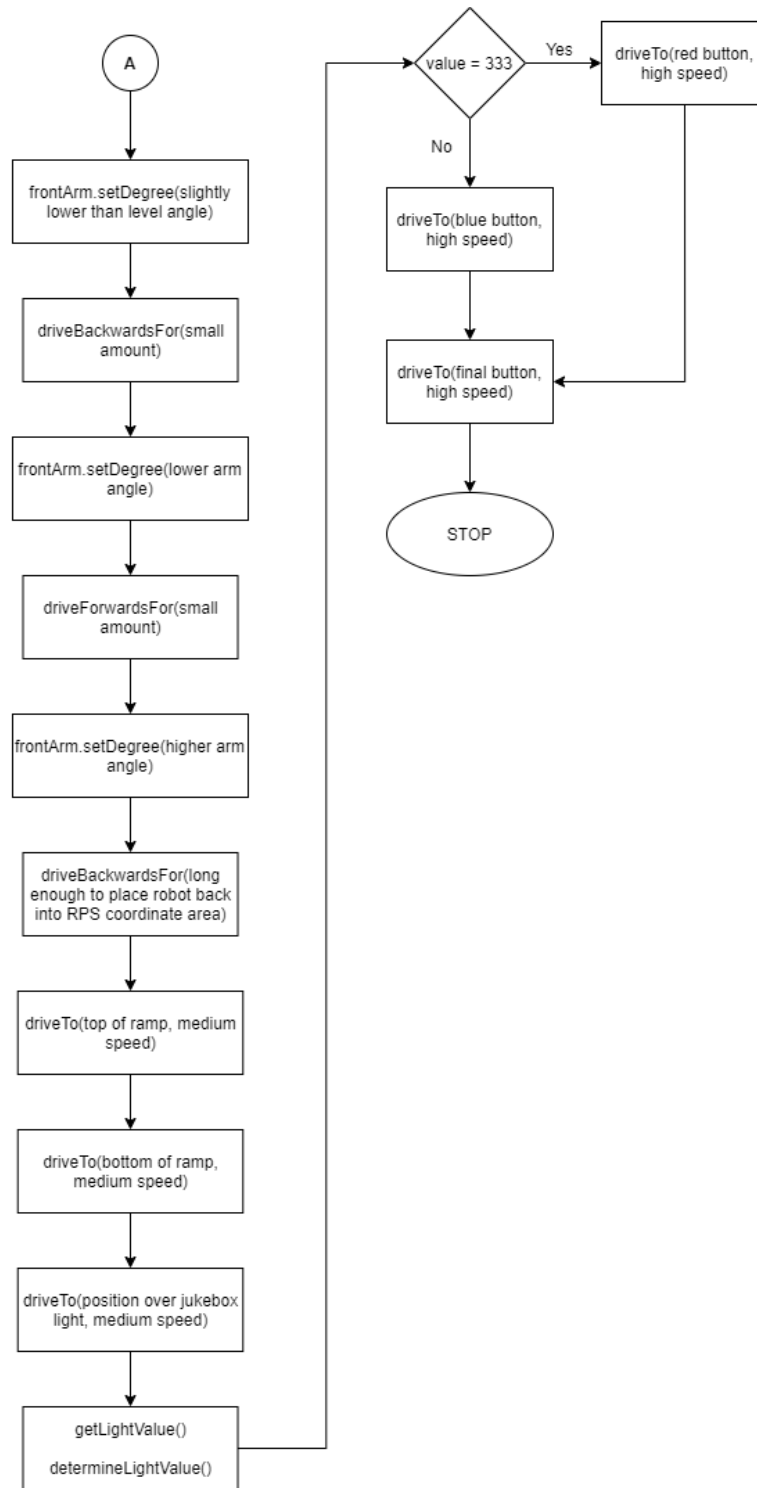 A
frontArm.setDegree(slightly
lower than level angle)
driveBackwardsFor(small
amount)
frontArm.setDegree(lower arm
angle)
driveForwardsFor(small
amount)
frontArm.setDegree(higher arm
angle)
driveBackwardsFor(long
enough to place robot back
into RPS coordinate area)
driveTo(top of ramp, medium
speed)
driveTo(bottom of ramp,
medium speed)
driveTo(position over jukebox
light, medium speed)
getLightValue()
determineLightValue()
value = 333
Yes
driveTo(red button,
high speed)
No
driveTo(blue button,
high speed)
driveTo(final button,
high speed)
STOP